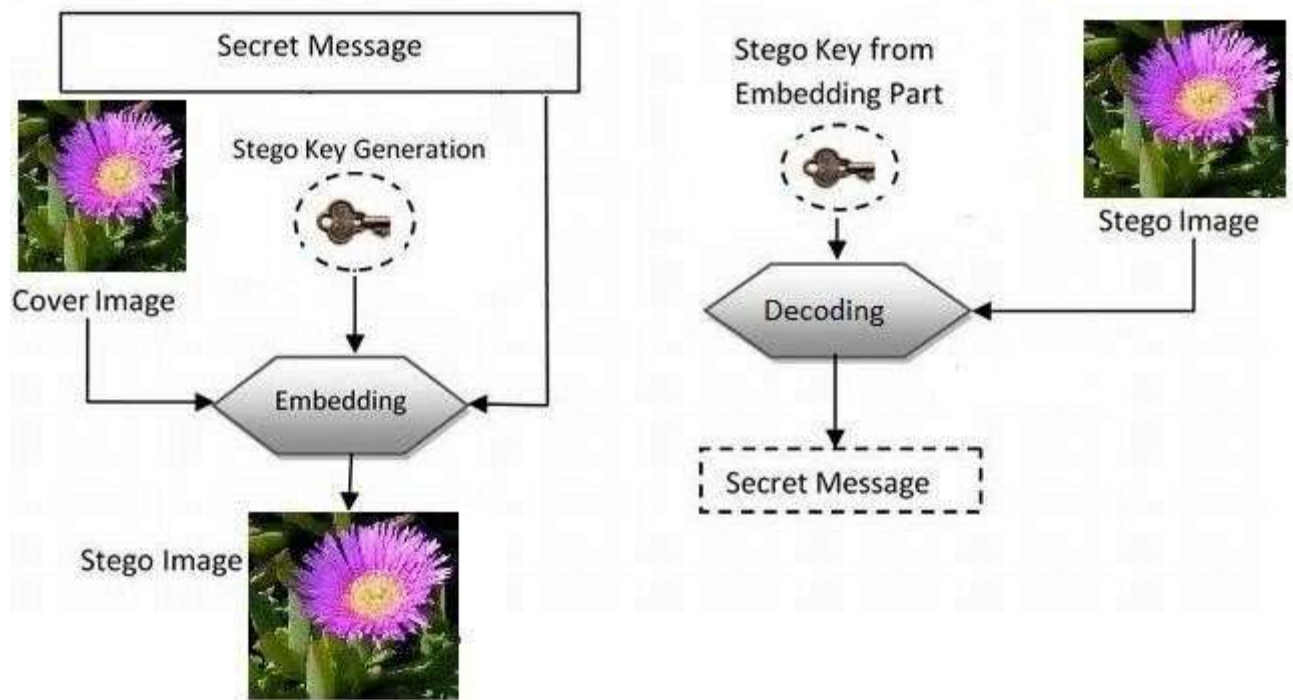 Secret Message
Stego Key Generation
Cover Image
Embedding
Stego Image
Stego Key from
Embedding Part
Stego Image
Decoding
Secret Message